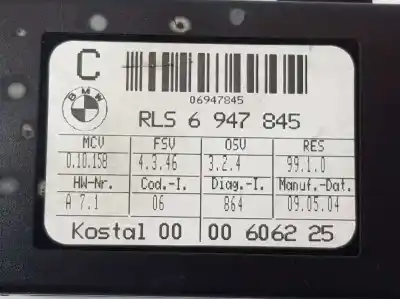 C
06947845
BMW
RLS 6 947 845
MCV FSV OSV RES
0.10.158 4.3.46 3.2.4 99.1.0
HW-Nr. Cod.-I. Diag.-I. Manuf.-Dat.
A 7.1 06 864 09.05.04
Kostal 00 00 6062 25